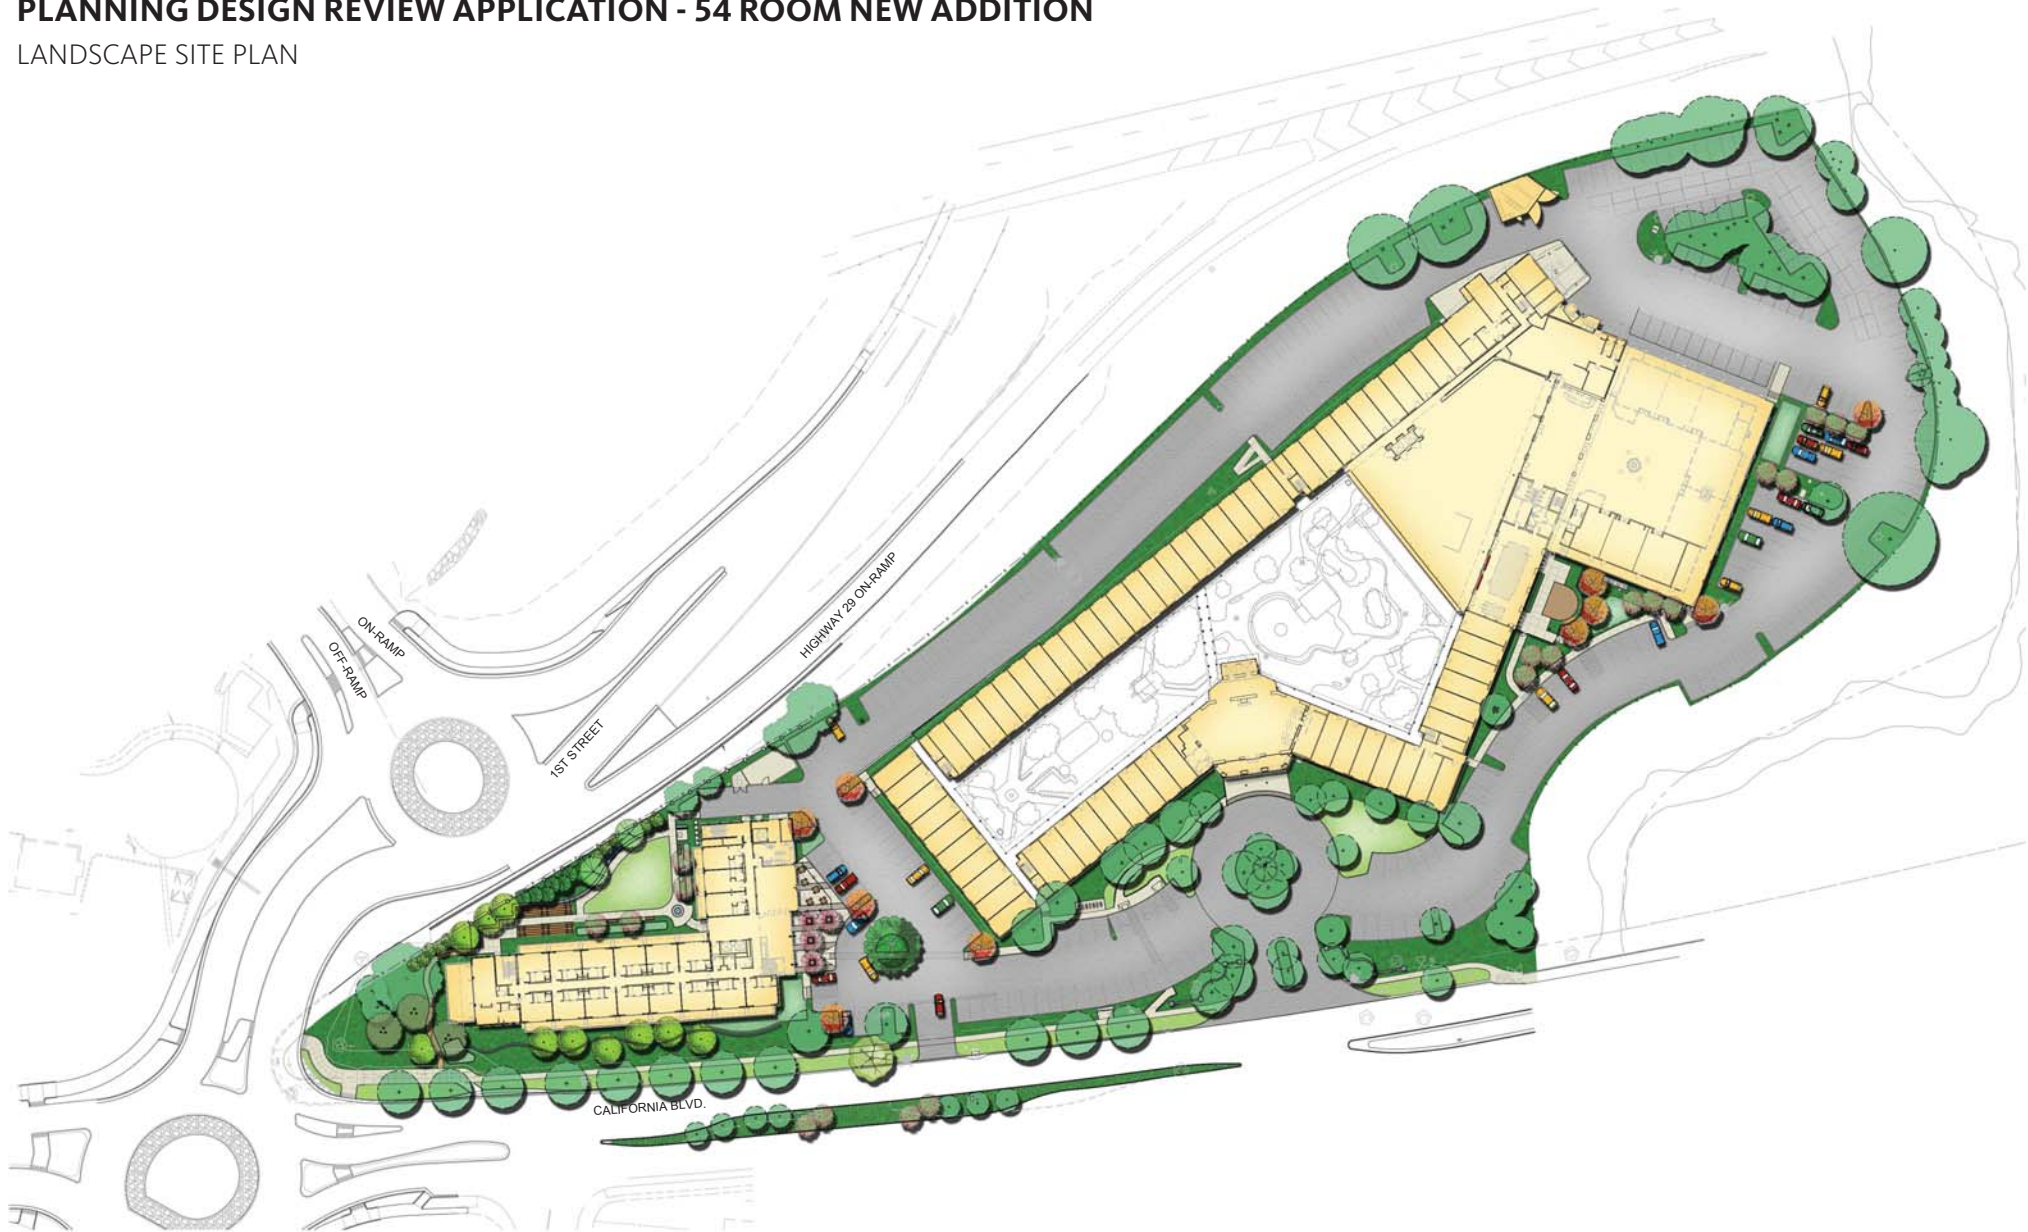 PLANNING DESIGN REVIEW APPLICATION - 54 ROOM NEW ADDITION
LANDSCAPE SITE PLAN
ON-RAMP
OFF-RAMP
HIGHWAY 29 ON-RAMP
1ST STREET
CALIFORNIA BLVD.